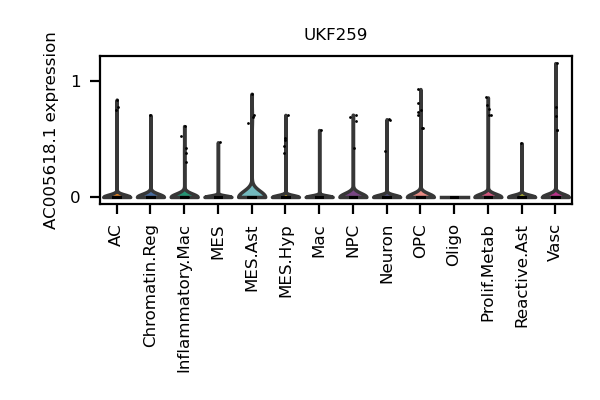 UKF259
AC005618.1 expression
1
0
AC
Chromatin.Reg
Inflammatory.Mac
MES
MES.Ast
MES.Hyp
Mac
NPC
Neuron
OPC
Oligo
Prolif.Metab
Reactive.Ast
Vasc